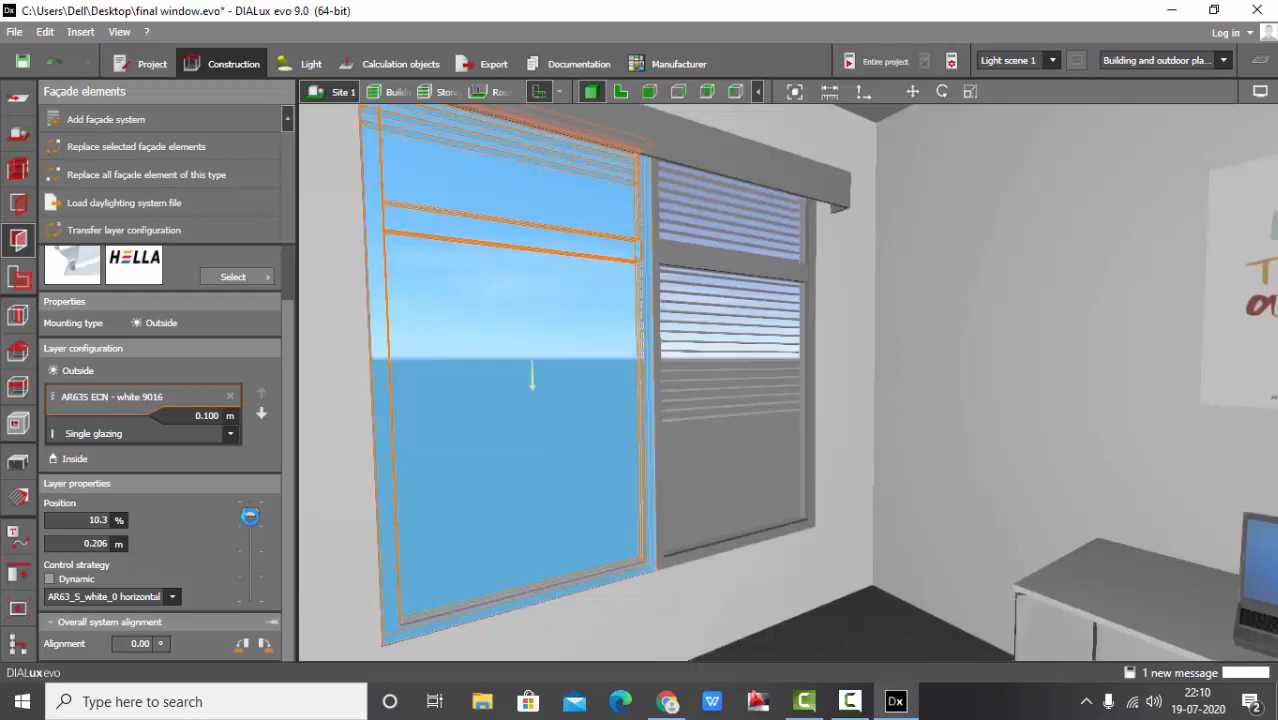 Dx C:\Users\Dell\Desktop\final window.evo* - DIALux evo 9.0 (64-bit)
File Edit Insert View ?
Log in
Project Construction Light Calculation objects Export Documentation Manufacturer Entire project Light scene 1 Building and outdoor pla...
Façade elements
Site 1
Add façade system
Replace selected façade elements
Replace all façade element of this type
Load daylighting system file
Transfer layer configuration
HELLA
Select
Properties
Mounting type Outside
Layer configuration
Outside
AR63S ECN - white 9016
0.100 m
Single glazing
Inside
Layer properties
Position
10.3 %
0.206 m
Control strategy
Dynamic
AR63_S_white_0 horizontal
Overall system alignment
Alignment 0.00 °
DIALux evo
1 new message
Type here to search
Dx
W
22:10
19-07-2020
2